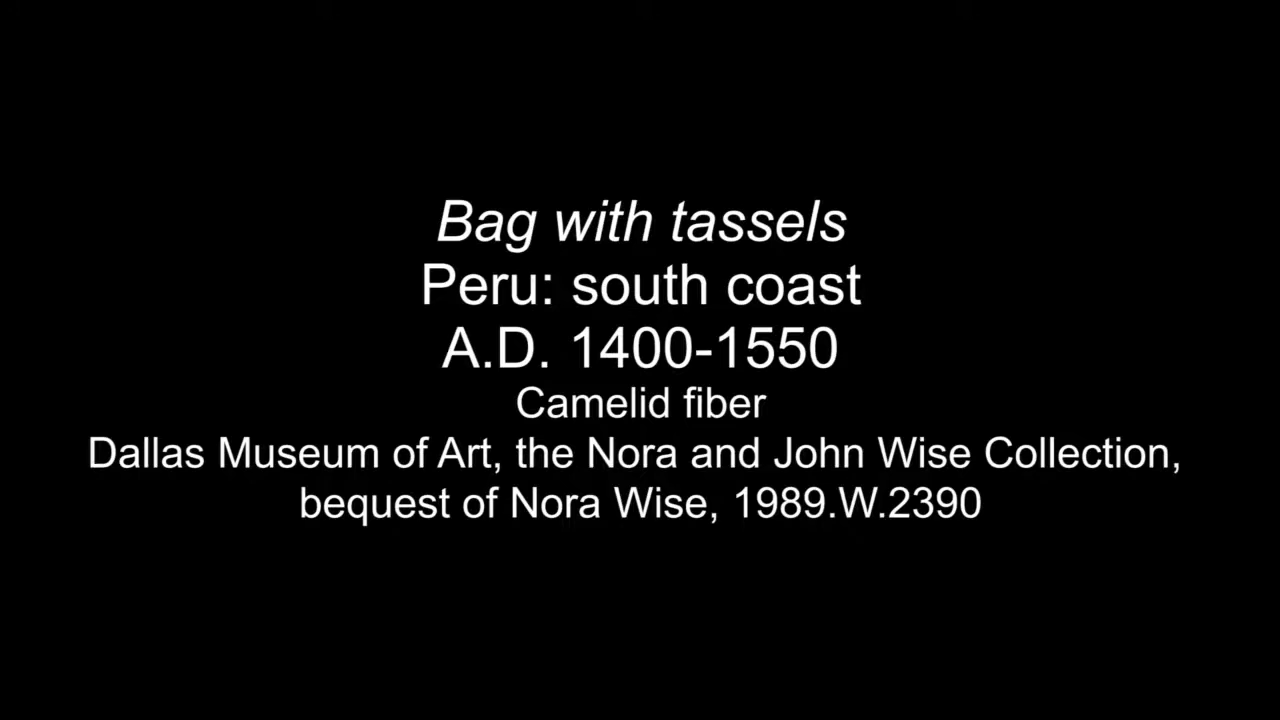 Bag with tassels
Peru: south coast
A.D. 1400-1550
Camelid fiber
Dallas Museum of Art, the Nora and John Wise Collection,
bequest of Nora Wise, 1989.W.2390